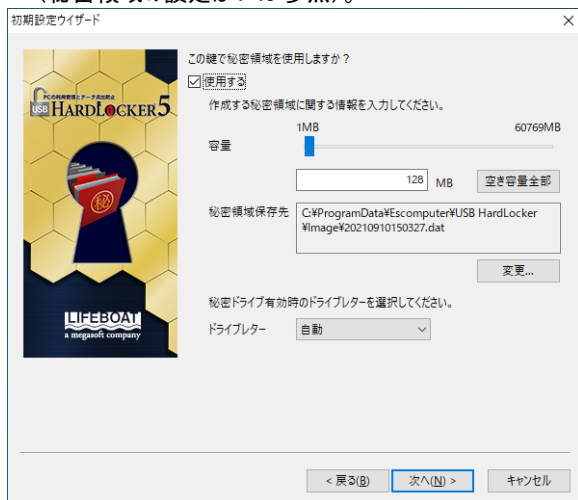 初期設定ウイザード
この鍵で秘密領域を使用しますか？
使用する
作成する秘密領域に関する情報を入力してください。
1MB 60769MB
容量
128 MB 空き容量全部
秘密領域保存先 C:¥ProgramData¥Escomputer¥USB HardLocker
¥Image¥20210910150327.dat
変更...
秘密ドライブ有効時のドライブレターを選択してください。
ドライブレター 自動
PCの利用管理とデータ流出防止
USB HARDLOCKER5
秘
LIFEBOAT
a megasoft company
< 戻る(B) 次へ(N) > キャンセル